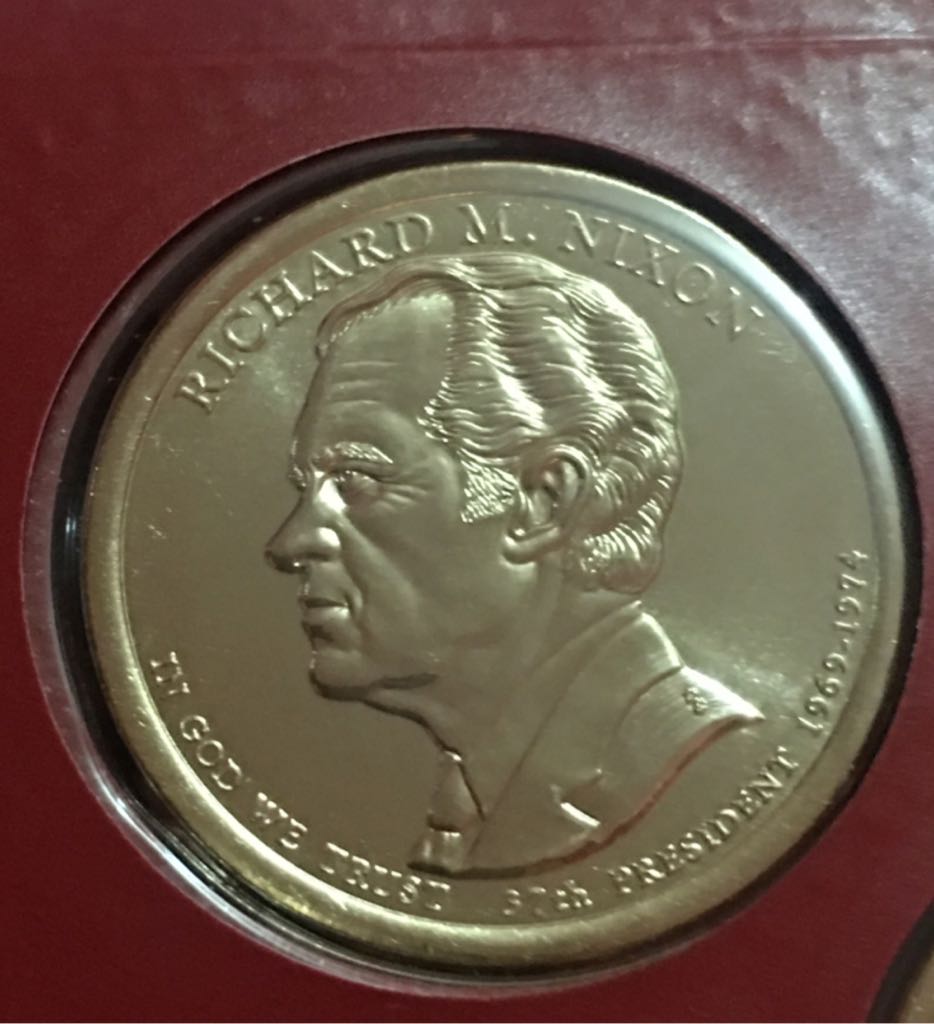 RICHARD M. NIXON
IN GOD WE TRUST
37th PRESIDENT 1969-1974